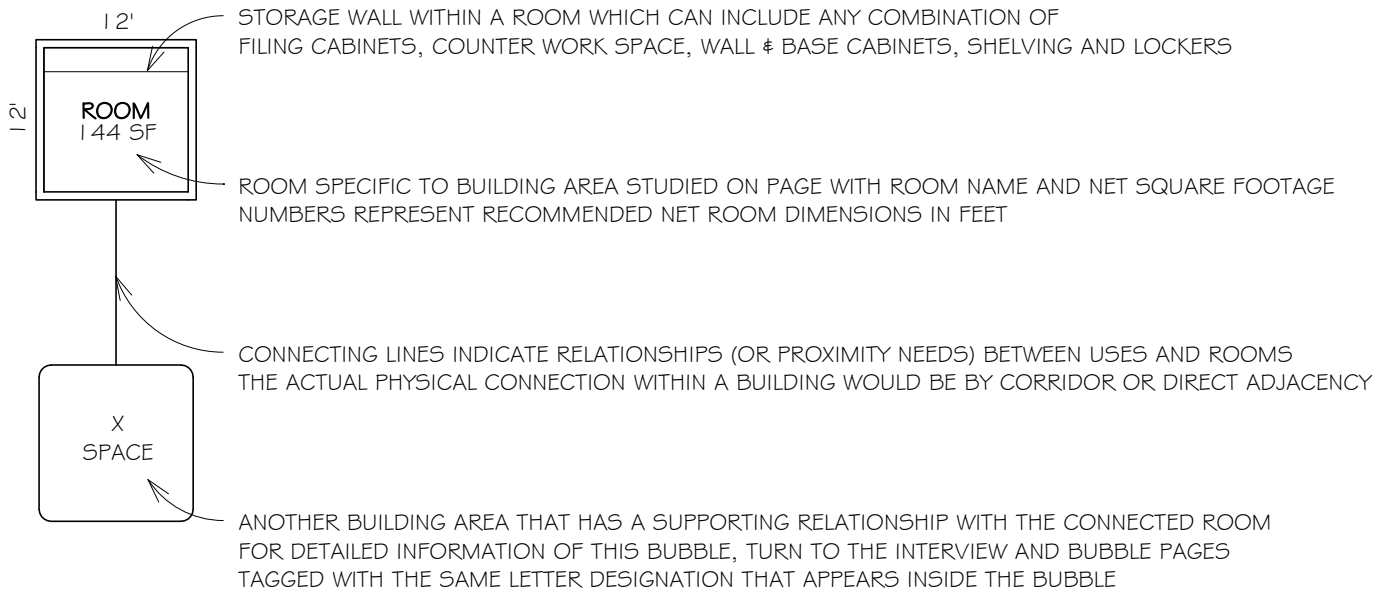 12'
STORAGE WALL WITHIN A ROOM WHICH CAN INCLUDE ANY COMBINATION OF
FILING CABINETS, COUNTER WORK SPACE, WALL & BASE CABINETS, SHELVING AND LOCKERS
12'
ROOM
144 SF
ROOM SPECIFIC TO BUILDING AREA STUDIED ON PAGE WITH ROOM NAME AND NET SQUARE FOOTAGE
NUMBERS REPRESENT RECOMMENDED NET ROOM DIMENSIONS IN FEET
CONNECTING LINES INDICATE RELATIONSHIPS (OR PROXIMITY NEEDS) BETWEEN USES AND ROOMS
THE ACTUAL PHYSICAL CONNECTION WITHIN A BUILDING WOULD BE BY CORRIDOR OR DIRECT ADJACENCY
X
SPACE
ANOTHER BUILDING AREA THAT HAS A SUPPORTING RELATIONSHIP WITH THE CONNECTED ROOM
FOR DETAILED INFORMATION OF THIS BUBBLE, TURN TO THE INTERVIEW AND BUBBLE PAGES
TAGGED WITH THE SAME LETTER DESIGNATION THAT APPEARS INSIDE THE BUBBLE